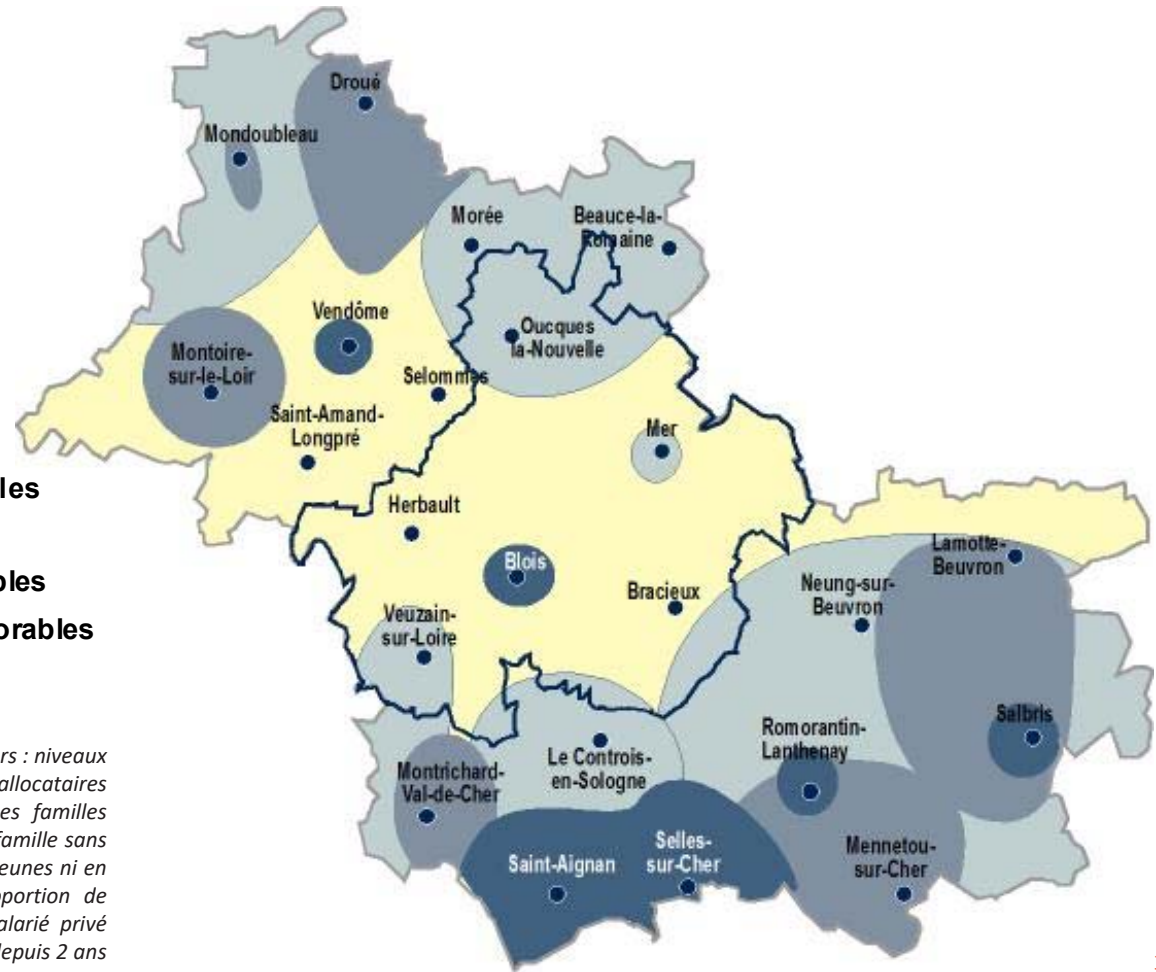 Droué
Mondoubleau
Morée
Beauce-la-
Romaine
Vendôme
Oucques
la-Nouvelle
Montoire-
sur-le-Loir
Selommes
Saint-Amand-
Longpré
Mer
les
Herbault
Lamotte-
Beuvron
Blois
bles
Neung-sur-
Beuvron
Bracieux
Veuzain-
sur-Loire
orables
Salbris
Romorantin-
Lanthenay
rs : niveaux
Le Controis-
en-Sologne
allocataires
Montrichard-
Val-de-Cher
es familles
famille sans
Selles-
sur-Cher
Mennetou-
sur-Cher
eunes ni en
Saint-Aignan
oportion de
alarié privé
depuis 2 ans